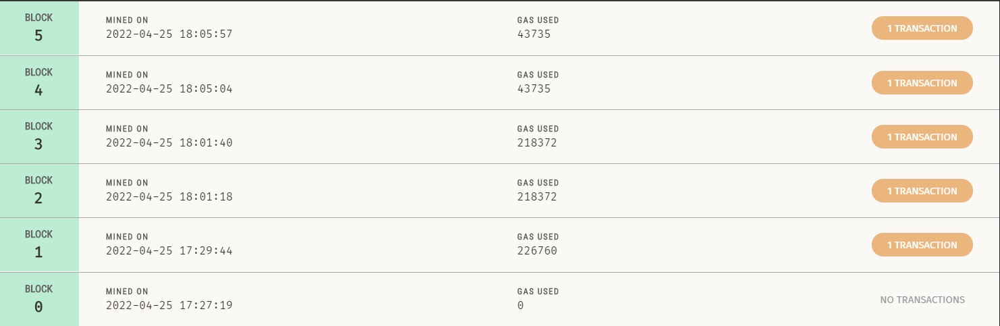 BLOCK
5
MINED ON
2022-04-25 18:05:57
GAS USED
43735
1 TRANSACTION
BLOCK
4
MINED ON
2022-04-25 18:05:04
GAS USED
43735
1 TRANSACTION
BLOCK
3
MINED ON
2022-04-25 18:01:40
GAS USED
218372
1 TRANSACTION
BLOCK
2
MINED ON
2022-04-25 18:01:18
GAS USED
218372
1 TRANSACTION
BLOCK
1
MINED ON
2022-04-25 17:29:44
GAS USED
226760
1 TRANSACTION
BLOCK
0
MINED ON
2022-04-25 17:27:19
GAS USED
0
NO TRANSACTIONS